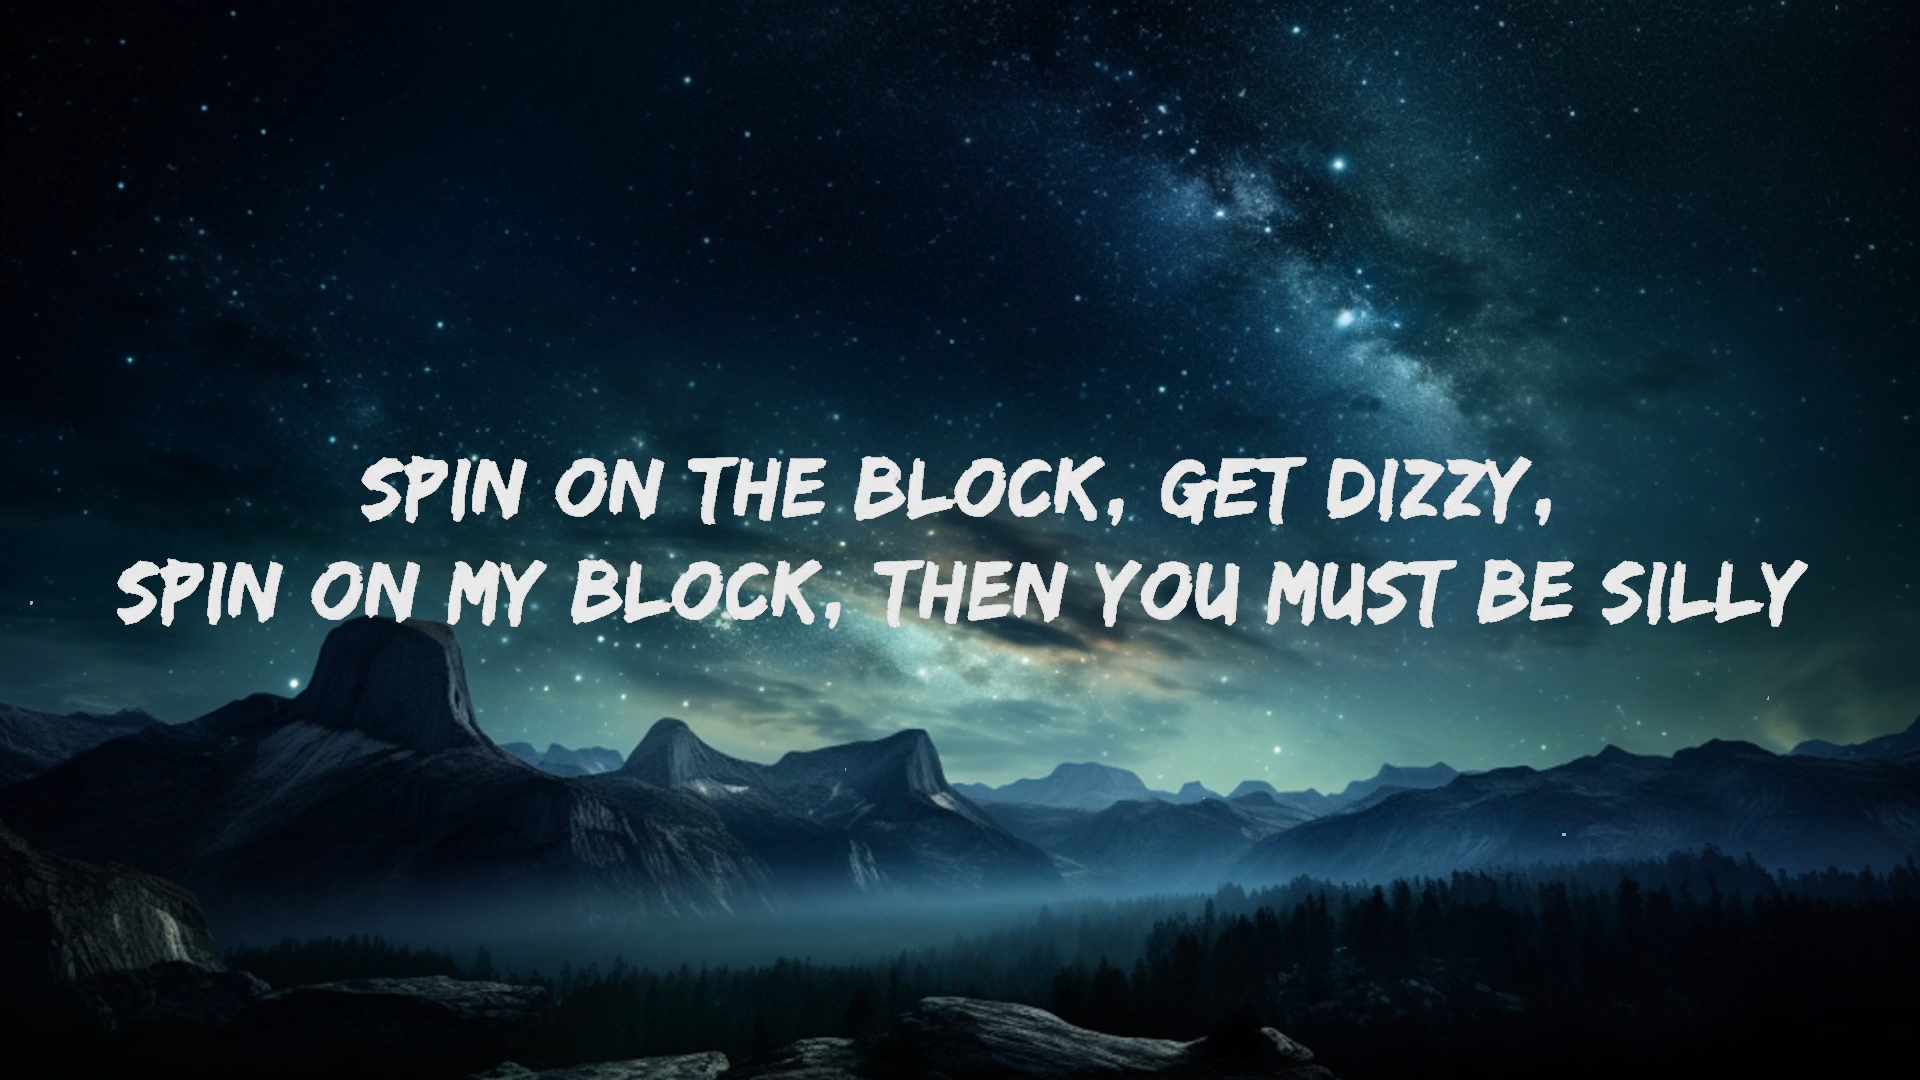 SPIN ON THE BLOCK, GET DIZZY,
SPIN ON MY BLOCK, THEN YOU MUST BE SILLY